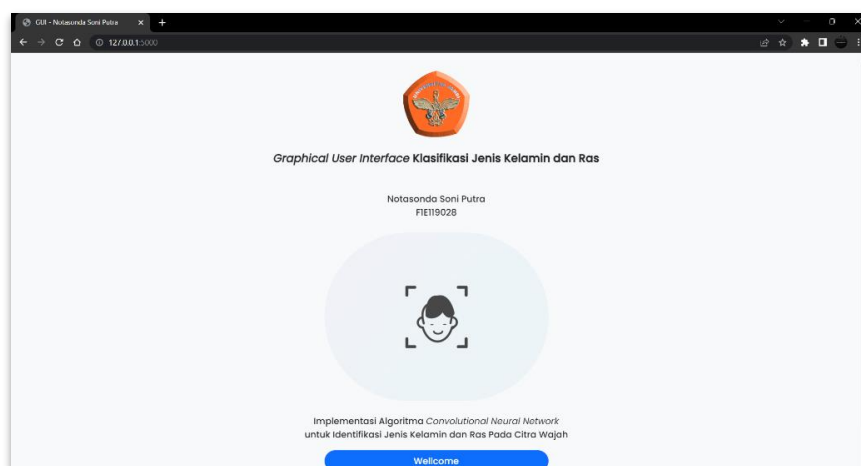 GUI - Notasonda Soni Putra
127.0.0.1:5000
Graphical User Interface Klasifikasi Jenis Kelamin dan Ras
Notasonda Soni Putra
F1E119028
Implementasi Algoritma Convolutional Neural Network
untuk Identifikasi Jenis Kelamin dan Ras Pada Citra Wajah
Wellcome